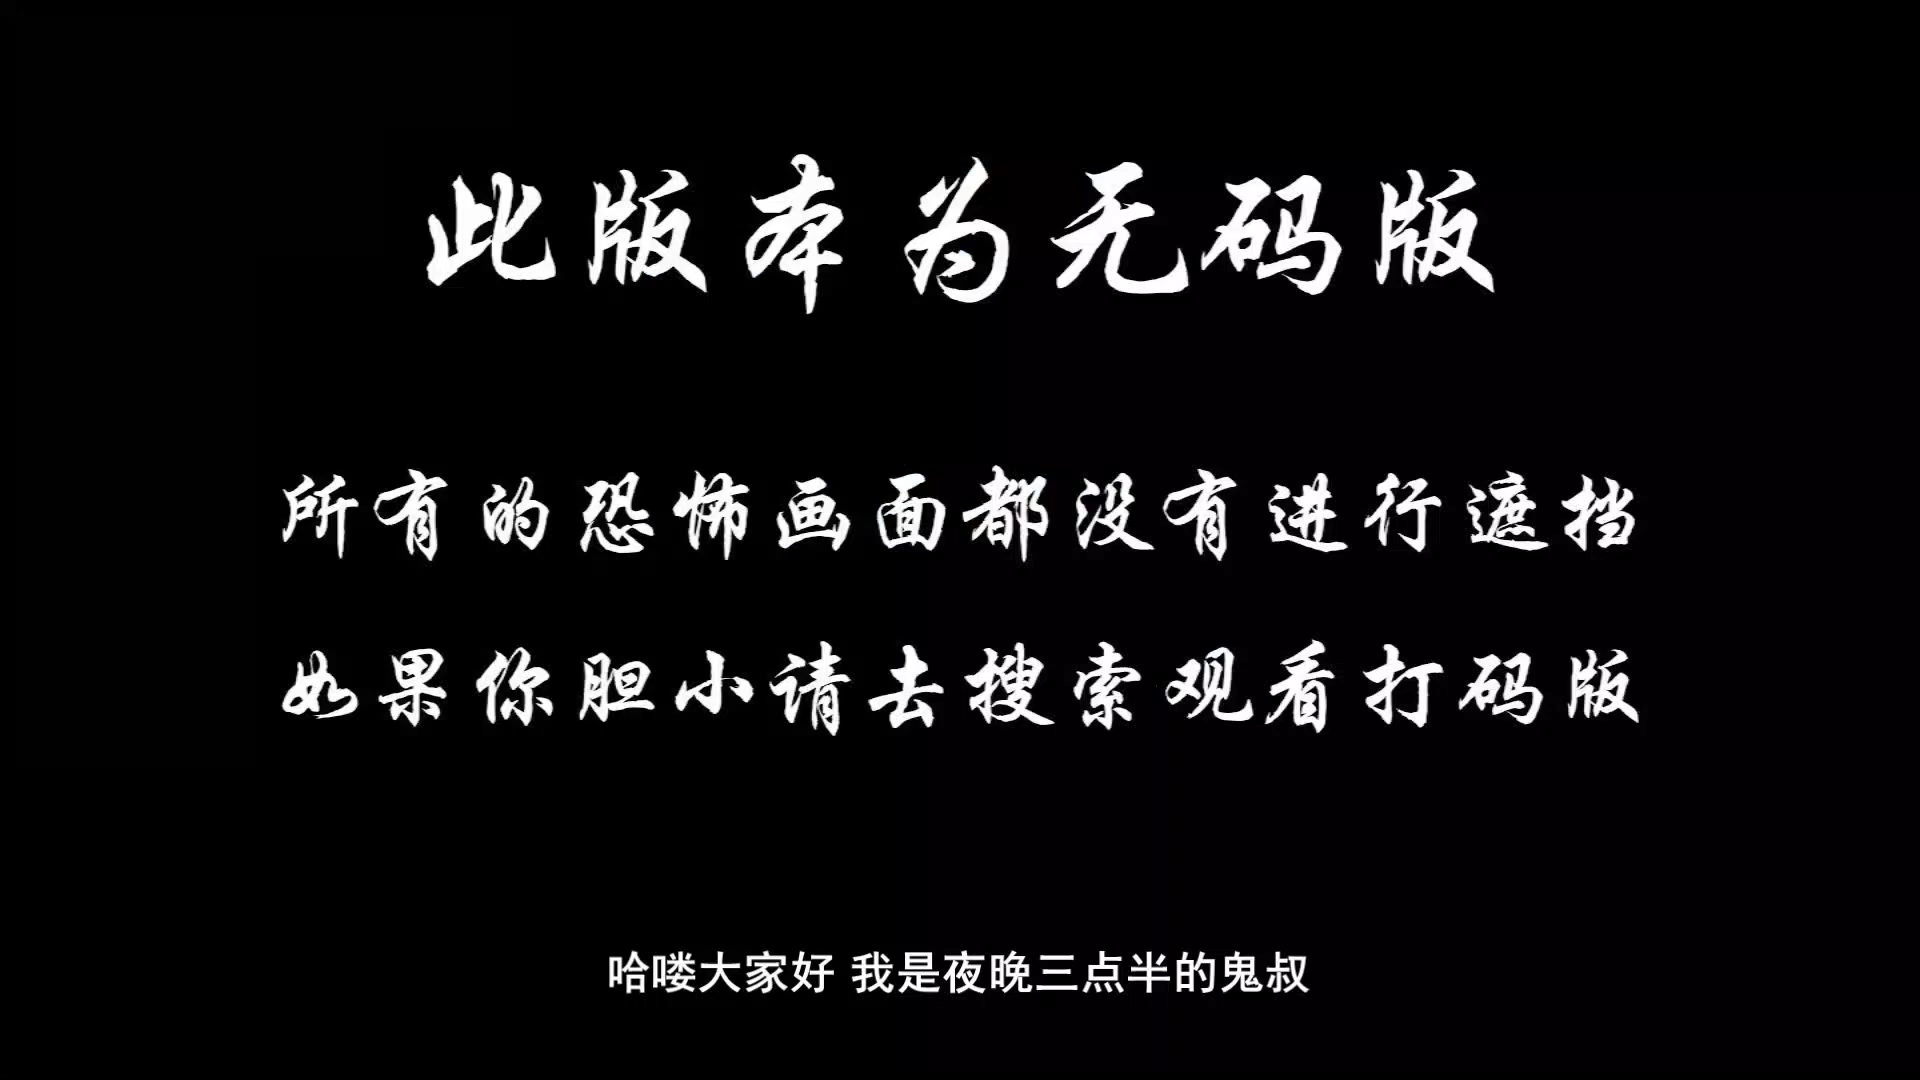 此版本为无码版
所有的恐怖画面都没有进行遮挡
如果你胆小请去搜索观看打码版
哈喽大家好 我是夜晚三点半的鬼叔